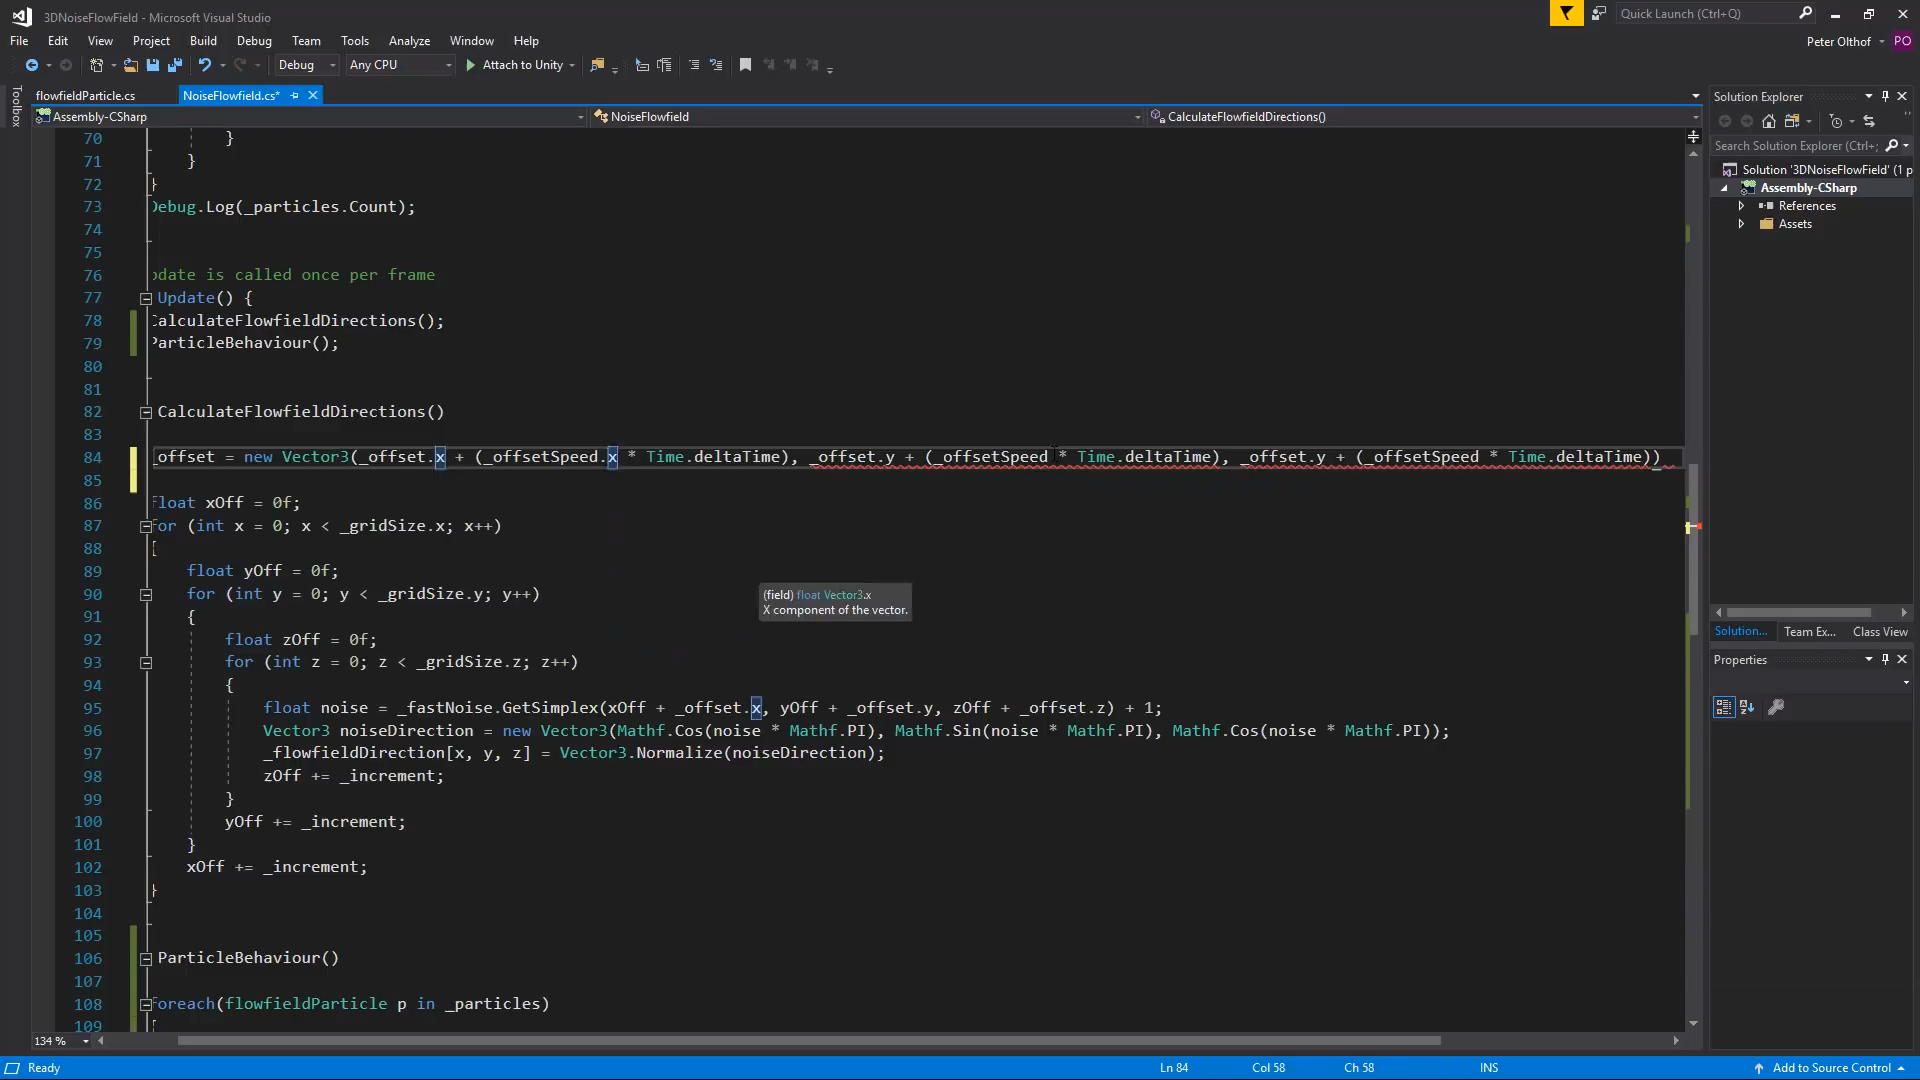 3DNoiseFlowField - Microsoft Visual Studio
Quick Launch (Ctrl+Q)
File Edit View Project Build Debug Team Tools Analyze Window Help
Peter Olthof PO
Debug Any CPU Attach to Unity
Toolbox
flowfieldParticle.cs NoiseFlowfield.cs*
Assembly-CSharp NoiseFlowfield CalculateFlowfieldDirections()
70 }
71 }
72 }
73 Debug.Log(_particles.Count);
74
75
76 pdate is called once per frame
77 Update() {
78 CalculateFlowfieldDirections();
79 ParticleBehaviour();
80
81
82 CalculateFlowfieldDirections()
83
84 _offset = new Vector3(_offset.x + (_offsetSpeed.x * Time.deltaTime), _offset.y + (_offsetSpeed * Time.deltaTime), _offset.y + (_offsetSpeed * Time.deltaTime))
85
86 float xOff = 0f;
87 for (int x = 0; x < _gridSize.x; x++)
88 {
89 float yOff = 0f;
90 for (int y = 0; y < _gridSize.y; y++)
91 {
92 float zOff = 0f;
93 for (int z = 0; z < _gridSize.z; z++)
94 {
95 float noise = _fastNoise.GetSimplex(xOff + _offset.x, yOff + _offset.y, zOff + _offset.z) + 1;
96 Vector3 noiseDirection = new Vector3(Mathf.Cos(noise * Mathf.PI), Mathf.Sin(noise * Mathf.PI), Mathf.Cos(noise * Mathf.PI));
97 _flowfieldDirection[x, y, z] = Vector3.Normalize(noiseDirection);
98 zOff += _increment;
99 }
100 yOff += _increment;
101 }
102 xOff += _increment;
103 }
104
105
106 ParticleBehaviour()
107
108 foreach(flowfieldParticle p in _particles)
109 {
(field) float Vector3.x
X component of the vector.
134 %
Solution Explorer
Search Solution Explorer (Ctrl+;
Solution '3DNoiseFlowField' (1 p
Assembly-CSharp
References
Assets
Solution... Team Ex... Class View
Properties
Ready Ln 84 Col 58 Ch 58 INS Add to Source Control